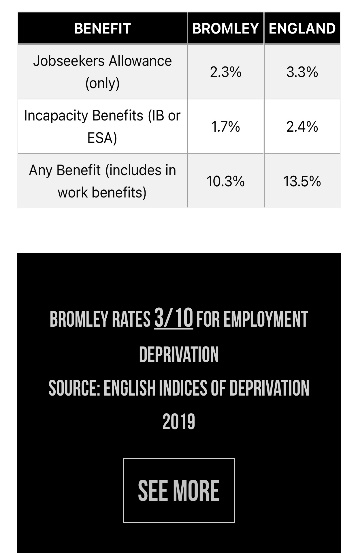 BENEFIT BROMLEY ENGLAND
Jobseekers Allowance
(only) 2.3% 3.3%
Incapacity Benefits (IB or
ESA) 1.7% 2.4%
Any Benefit (includes in
work benefits) 10.3% 13.5%
BROMLEY RATES 3/10 FOR EMPLOYMENT
DEPRIVATION
SOURCE: ENGLISH INDICES OF DEPRIVATION
2019
SEE MORE